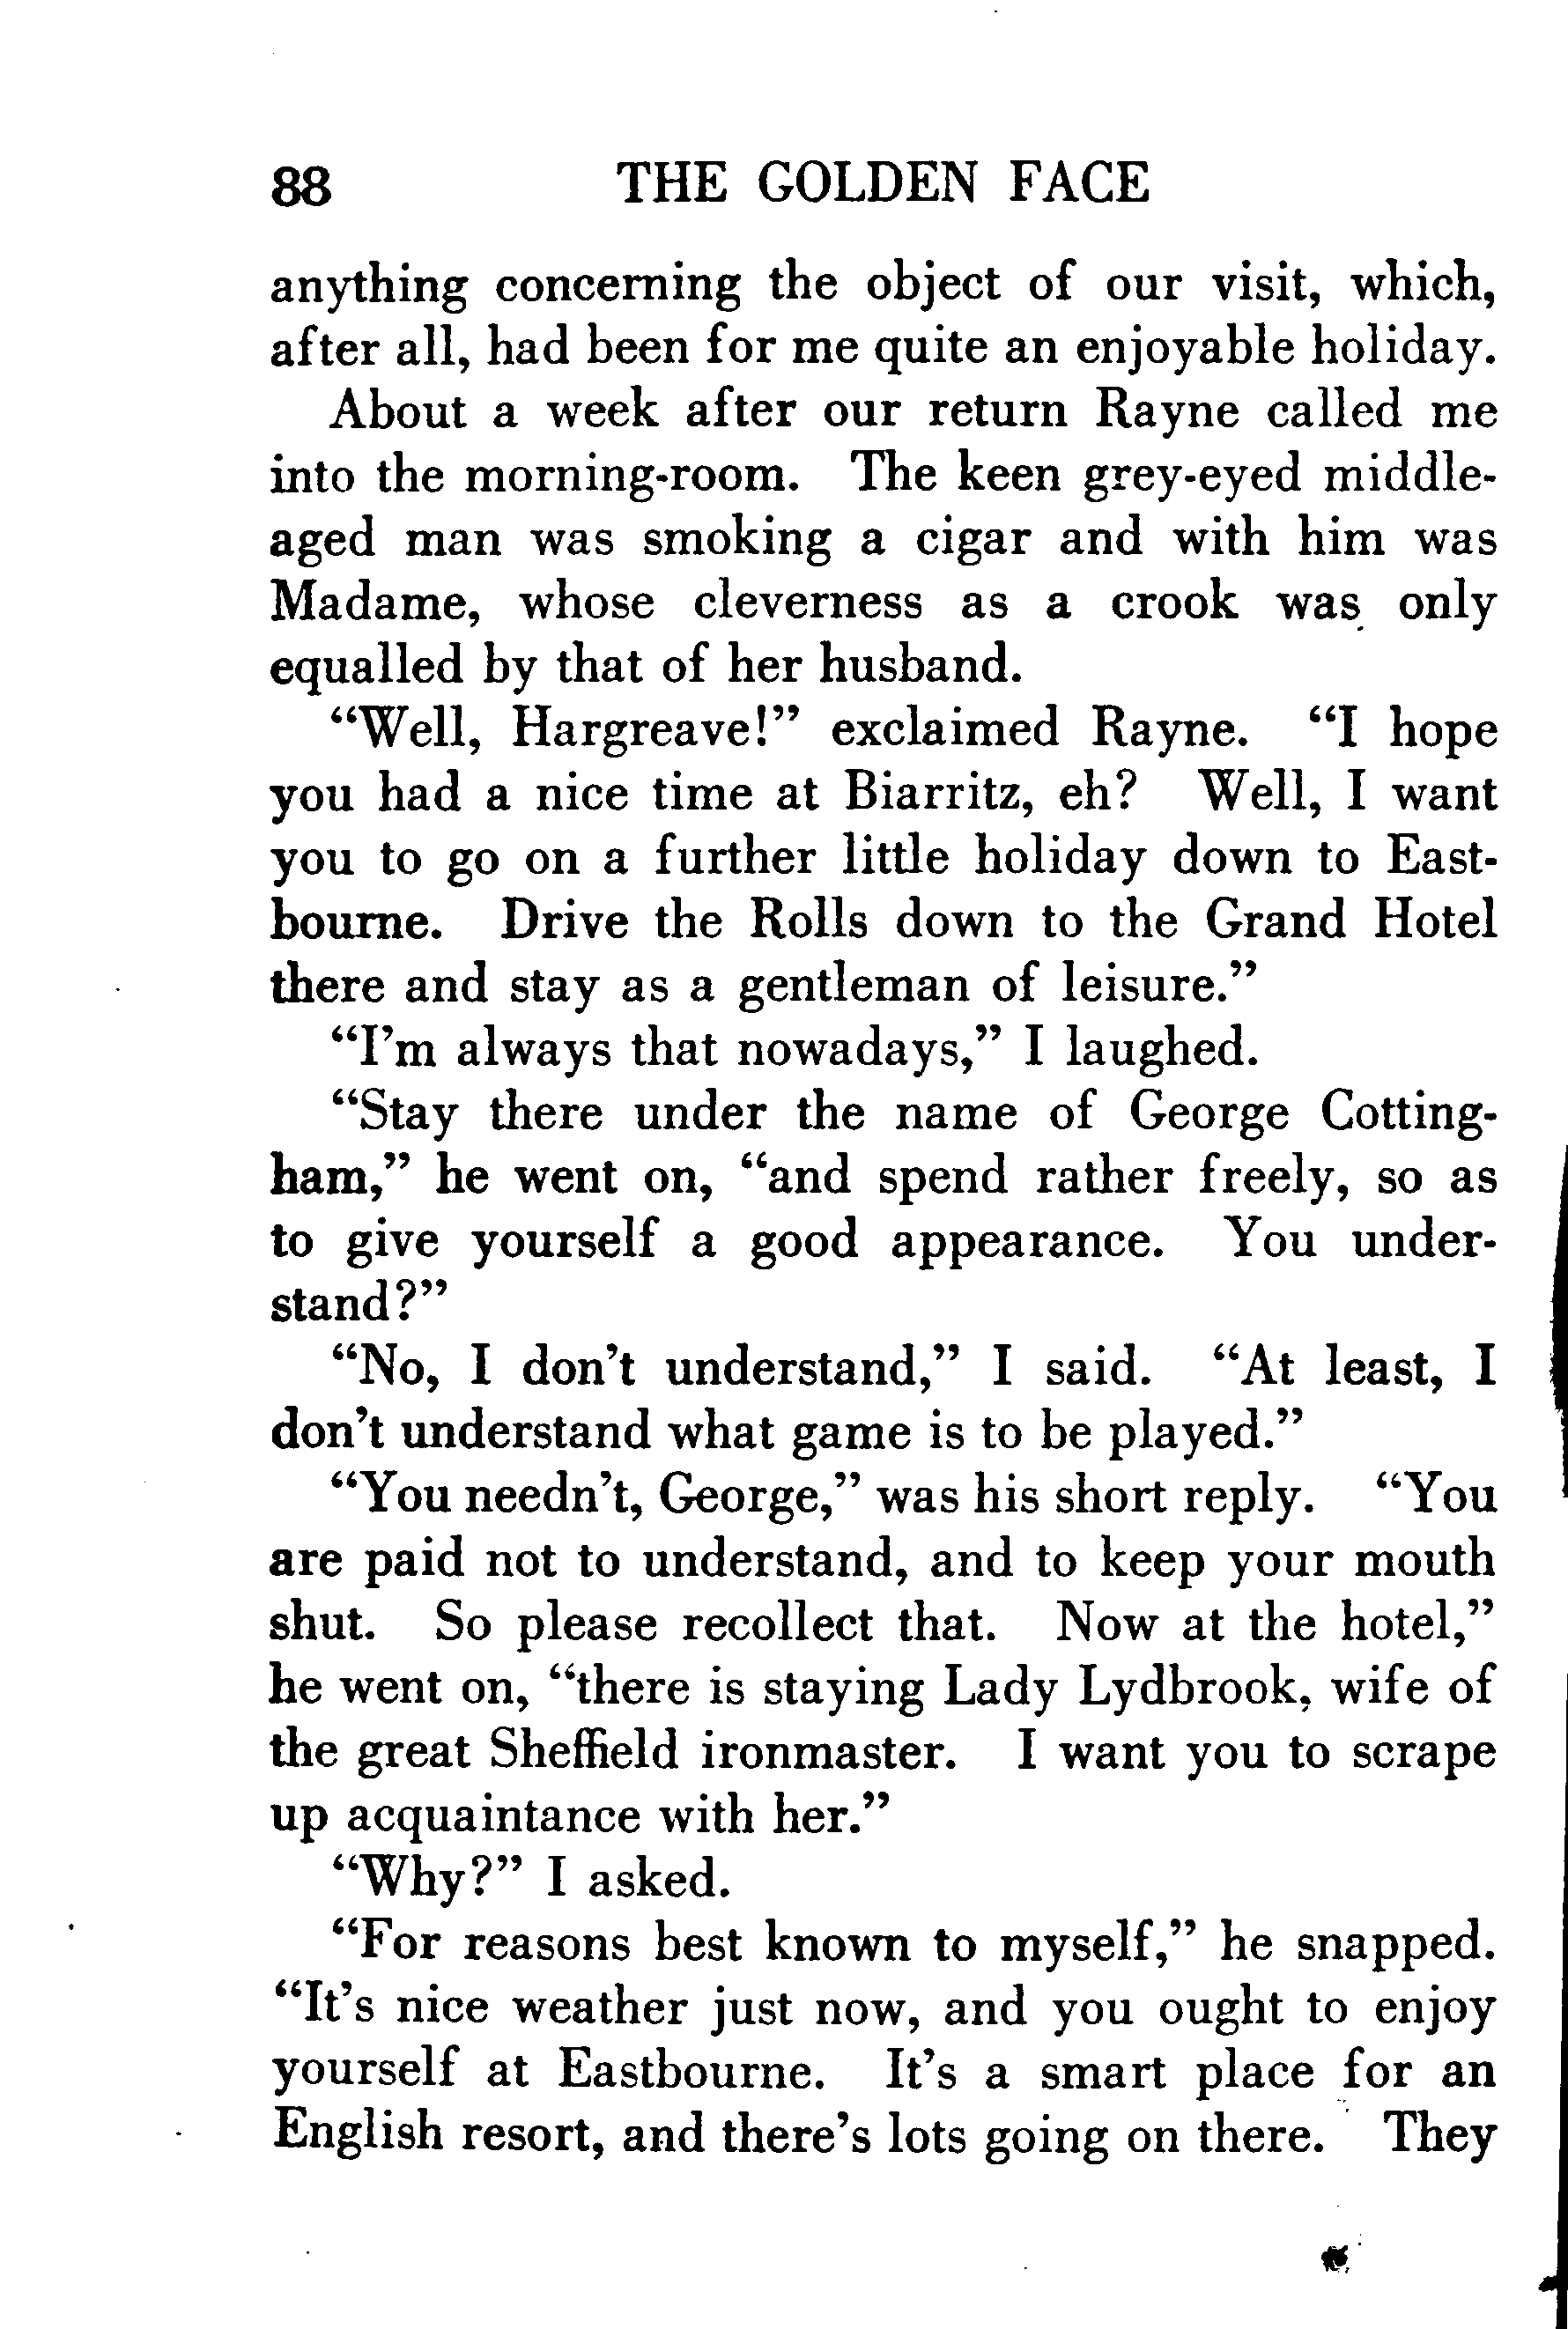 88 THE GOLDEN FACE
anything concerning the object of our visit, which,
after all, had been for me quite an enjoyable holiday.
About a week after our return Rayne called me
into the morning-room. The keen grey-eyed middle-
aged man was smoking a cigar and with him was
Madame, whose cleverness as a crook was only
equalled by that of her husband.
“Well, Hargreave!” exclaimed Rayne. “I hope
you had a nice time at Biarritz, eh? Well, I want
you to go on a further little holiday down to East-
bourne. Drive the Rolls down to the Grand Hotel
there and stay as a gentleman of leisure.”
“I’m always that nowadays,” I laughed.
“Stay there under the name of George Cotting-
ham,” he went on, “and spend rather freely, so as
to give yourself a good appearance. You under-
stand?”
“No, I don’t understand,” I said. “At least, I
don’t understand what game is to be played.”
“You needn’t, George,” was his short reply. “You
are paid not to understand, and to keep your mouth
shut. So please recollect that. Now at the hotel,”
he went on, “there is staying Lady Lydbrook, wife of
the great Sheffield ironmaster. I want you to scrape
up acquaintance with her.”
“Why?” I asked.
“For reasons best known to myself,” he snapped.
“It’s nice weather just now, and you ought to enjoy
yourself at Eastbourne. It’s a smart place for an
English resort, and there’s lots going on there. They